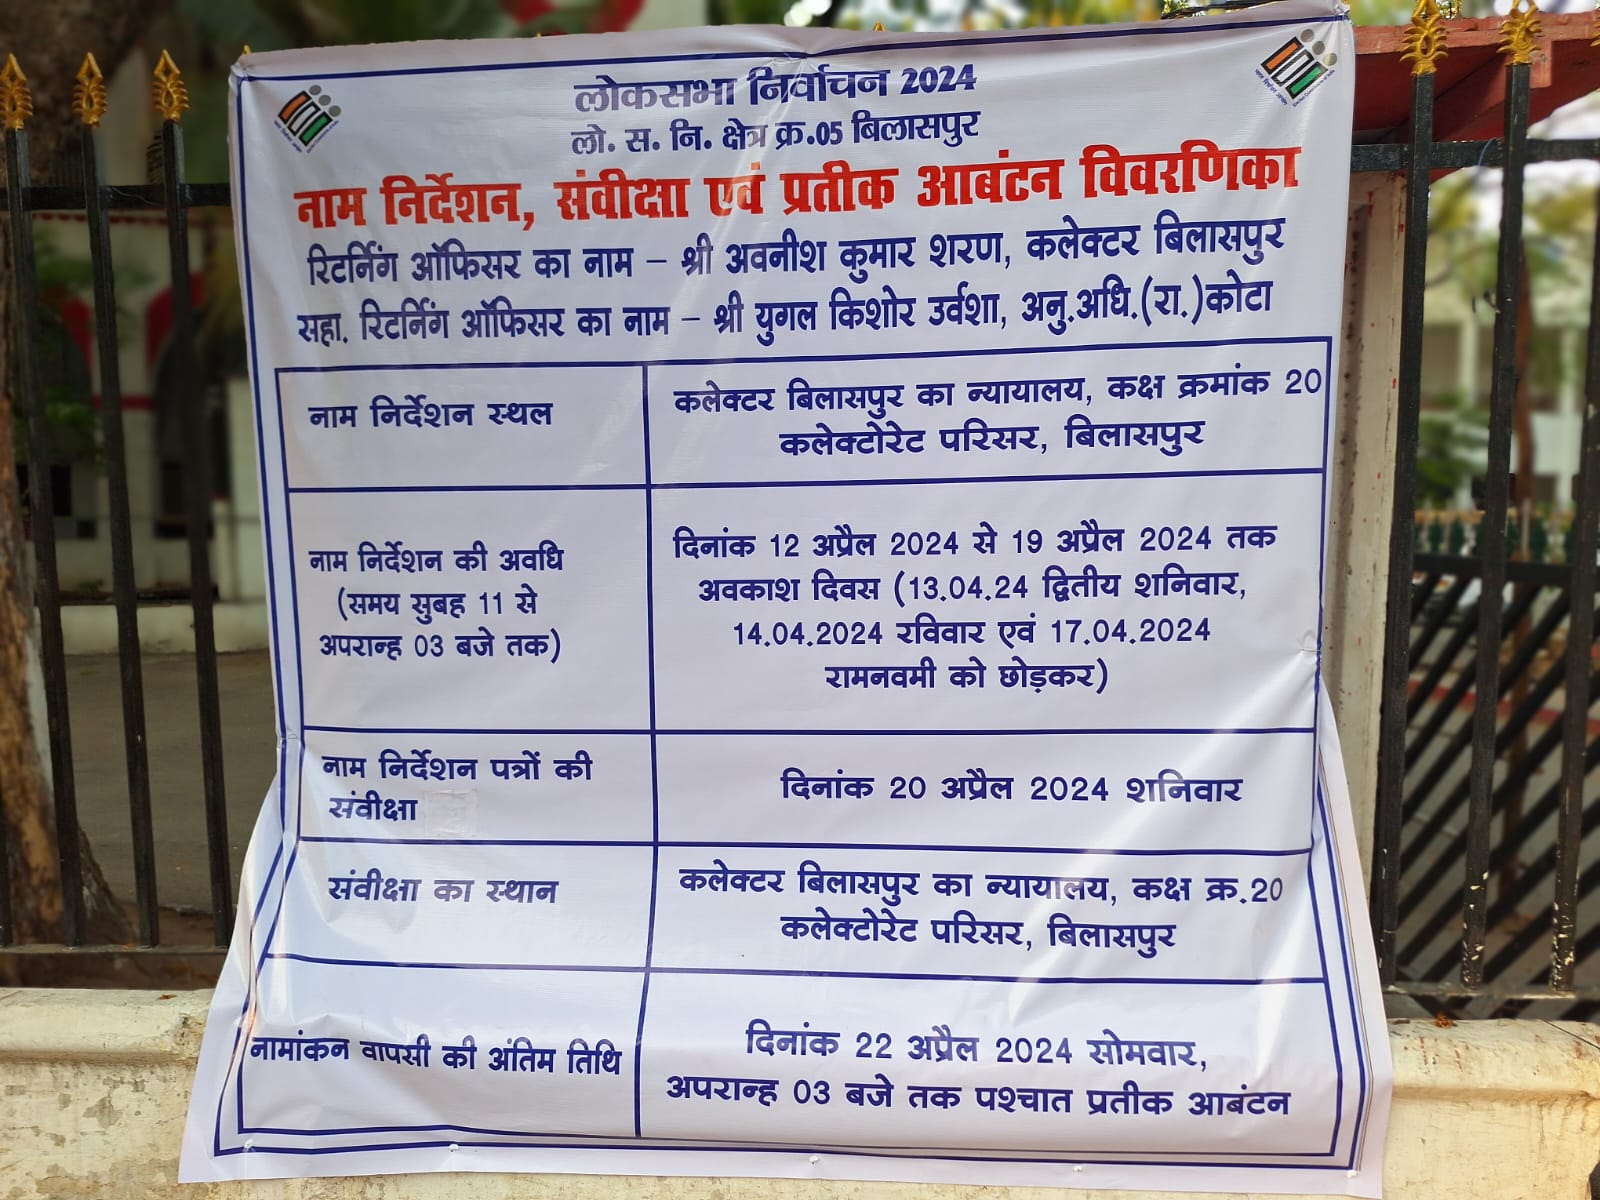 लोकसभा निर्वाचन 2024
लो. स. नि. क्षेत्र क्र.05 बिलासपुर
नाम निर्देशन, संवीक्षा एवं प्रतीक आबंटन विवरणिका
रिटर्निंग ऑफिसर का नाम – श्री अवनीश कुमार शरण, कलेक्टर बिलासपुर
सहा. रिटर्निंग ऑफिसर का नाम – श्री युगल किशोर उर्वशा, अनु.अधि.(रा.)कोटा
नाम निर्देशन स्थल
कलेक्टर बिलासपुर का न्यायालय, कक्ष क्रमांक 20
कलेक्टोरेट परिसर, बिलासपुर
नाम निर्देशन की अवधि
(समय सुबह 11 से
अपरान्ह 03 बजे तक)
दिनांक 12 अप्रैल 2024 से 19 अप्रैल 2024 तक
अवकाश दिवस (13.04.24 द्वितीय शनिवार,
14.04.2024 रविवार एवं 17.04.2024
रामनवमी को छोड़कर)
नाम निर्देशन पत्रों की
संवीक्षा
दिनांक 20 अप्रैल 2024 शनिवार
संवीक्षा का स्थान
कलेक्टर बिलासपुर का न्यायालय, कक्ष क्र.20
कलेक्टोरेट परिसर, बिलासपुर
नामांकन वापसी की अंतिम तिथि
दिनांक 22 अप्रैल 2024 सोमवार,
अपरान्ह 03 बजे तक पश्चात प्रतीक आबंटन